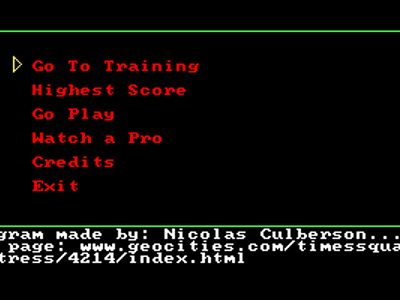 Go To Training
Highest Score
Go Play
Watch a Pro
Credits
Exit
gram made by: Nicolas Culberson...
page: www.geocities.com/timessqua
tress/4214/index.html